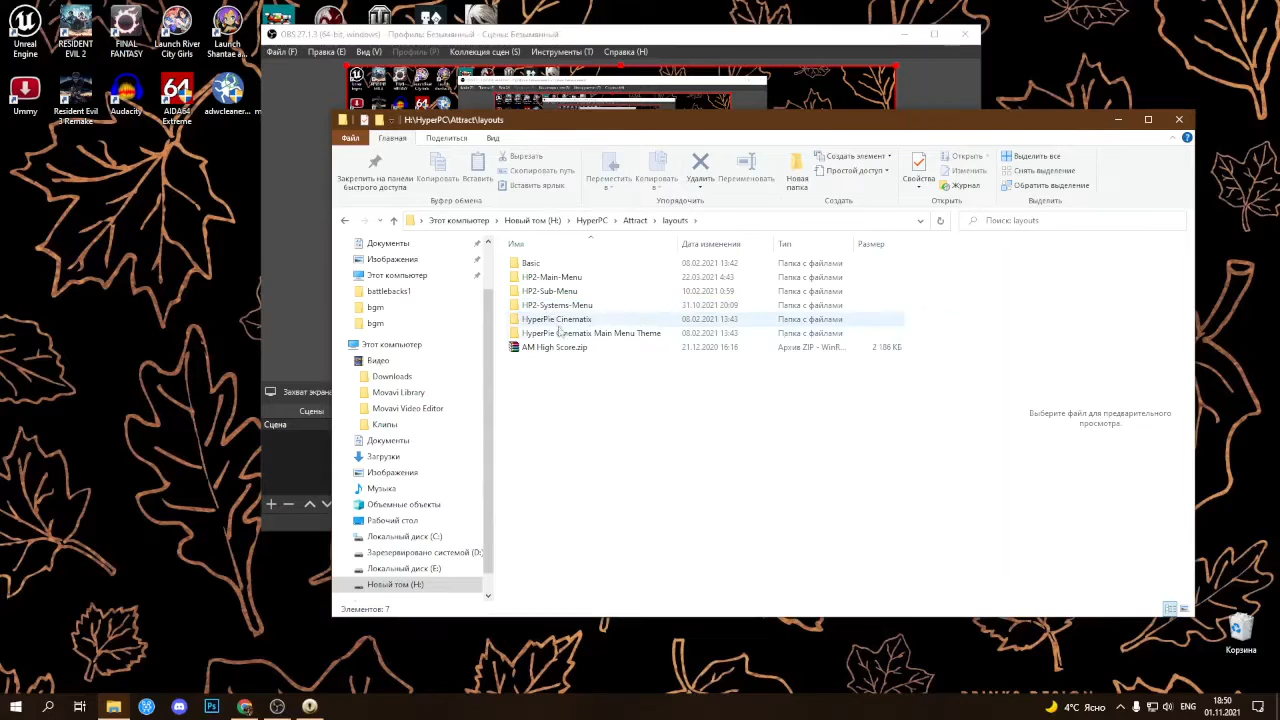 OBS 27.1.3 (64-bit, windows) - Профиль: Безымянный - Сцены: Безымянный
Файл (F) Правка (E) Вид (V) Профиль (P) Коллекция сцен (S) Инструменты (T) Справка (H)
Unreal Engine
RESIDENT EVIL 2
FINAL FANTASY
Launch River City Girls
Launch Shantae a...
Ummy
Resident Evil 3 Remake
Audacity
64
AIDA64 Extreme
adwcleaner...
H:\HyperPC\Attract\layouts
Файл Главная Поделиться Вид
Закрепить на панели быстрого доступа
Копировать
Вставить
Вырезать
Скопировать путь
Вставить ярлык
Буфер обмена
Переместить в
Копировать в
Удалить
Переименовать
Упорядочить
Новая папка
Создать элемент
Простой доступ
Создать
Свойства
Открыть
Изменить
Журнал
Открыть
Выделить все
Снять выделение
Обратить выделение
Выделить
Этот компьютер > Новый том (H:) > HyperPC > Attract > layouts >
Поиск: layouts
Документы
Изображения
Этот компьютер
battlebacks1
bgm
bgm
Этот компьютер
Видео
Downloads
Movavi Library
Movavi Video Editor
Клипы
Документы
Загрузки
Изображения
Музыка
Объемные объекты
Рабочий стол
Локальный диск (C:)
Зарезервировано системой (D:)
Локальный диск (E:)
Новый том (H:)
Имя Дата изменения Тип Размер
Basic 08.02.2021 13:42 Папка с файлами
HP2-Main-Menu 22.03.2021 4:43 Папка с файлами
HP2-Sub-Menu 10.02.2021 0:59 Папка с файлами
HP2-Systems-Menu 31.10.2021 20:09 Папка с файлами
HyperPie Cinematix 08.02.2021 13:43 Папка с файлами
HyperPie Cinematix Main Menu Theme 08.02.2021 13:43 Папка с файлами
AM High Score.zip 21.12.2020 16:16 Архив ZIP - WinR... 2 186 КБ
Выберите файл для предварительного просмотра.
Элементов: 7
Захват экрана
Сцены
Сцена
Корзина
4°C Ясно
ENG
18:50
01.11.2021